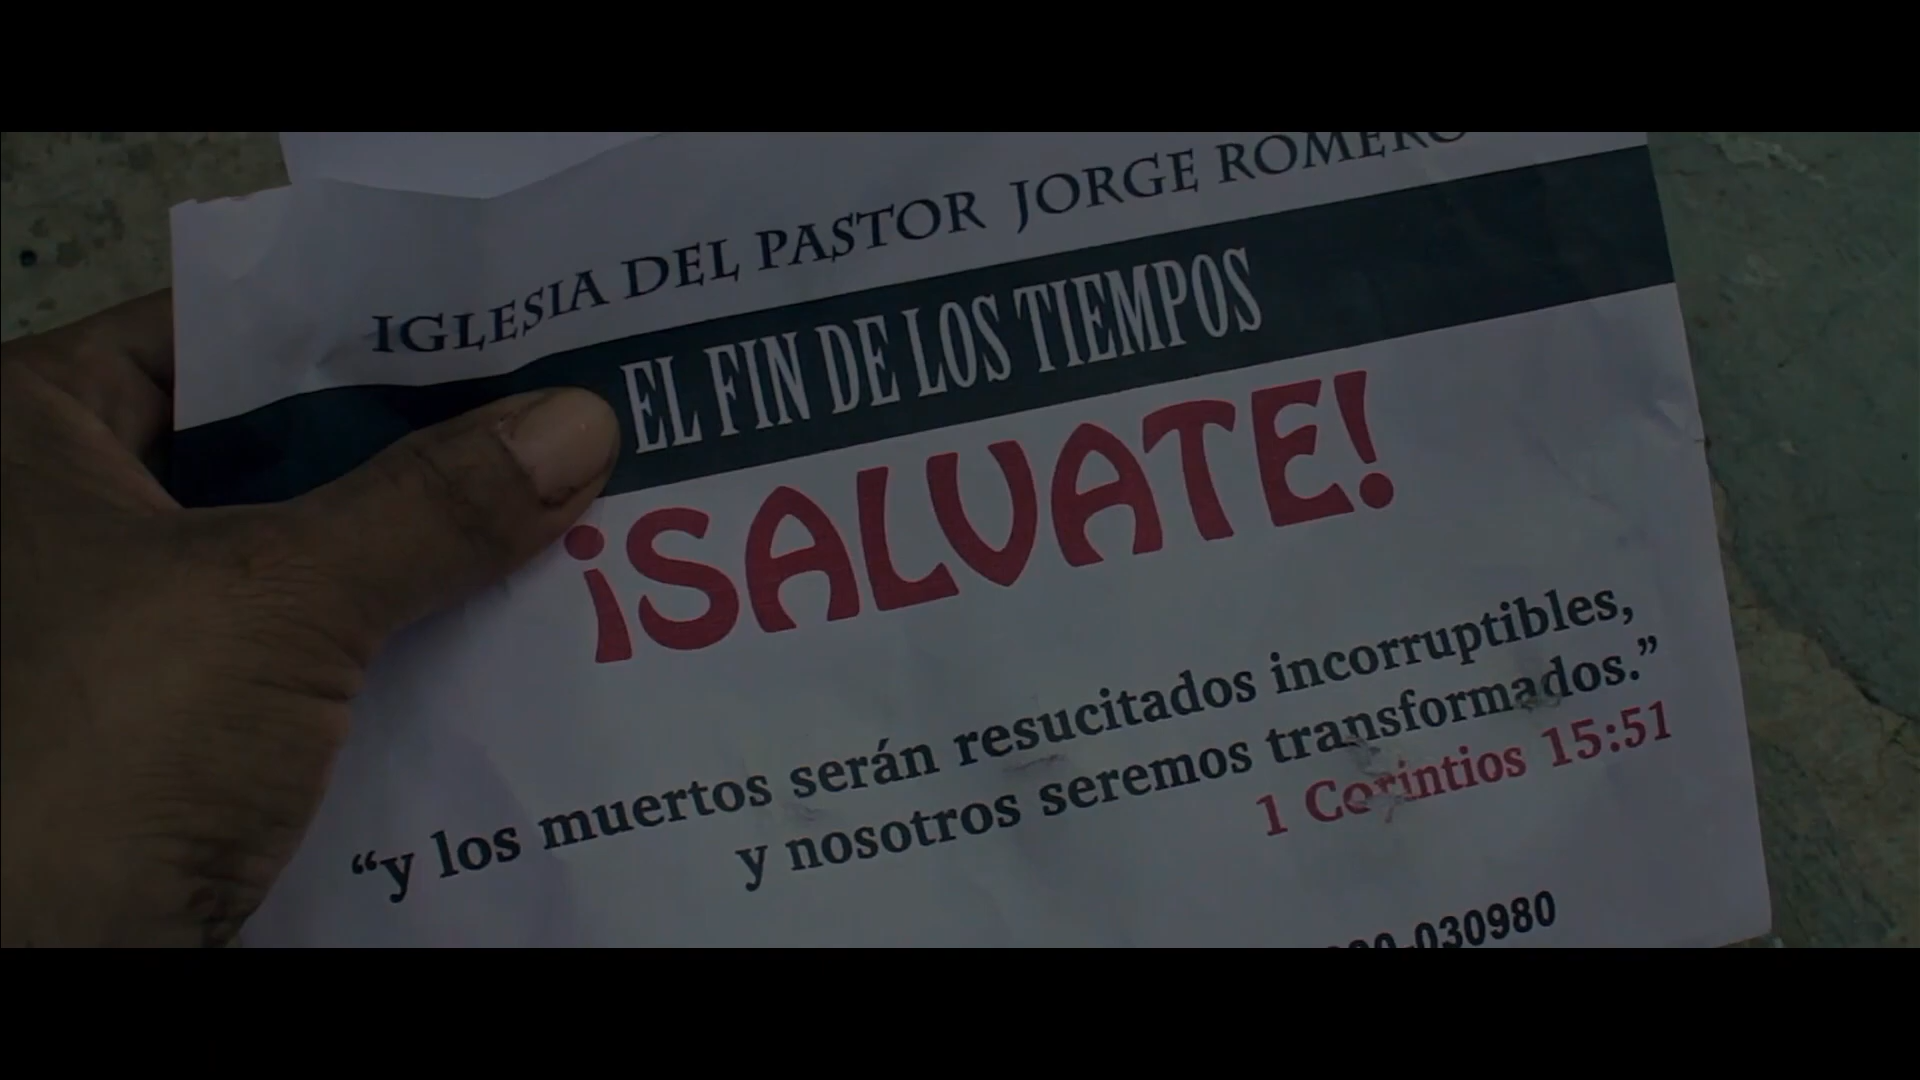 IGLESIA DEL PASTOR JORGE ROMERO
EL FIN DE LOS TIEMPOS
¡SALVATE!
“y los muertos serán resucitados incorruptibles,
y nosotros seremos transformados.”
1 Corintios 15:51
-030980